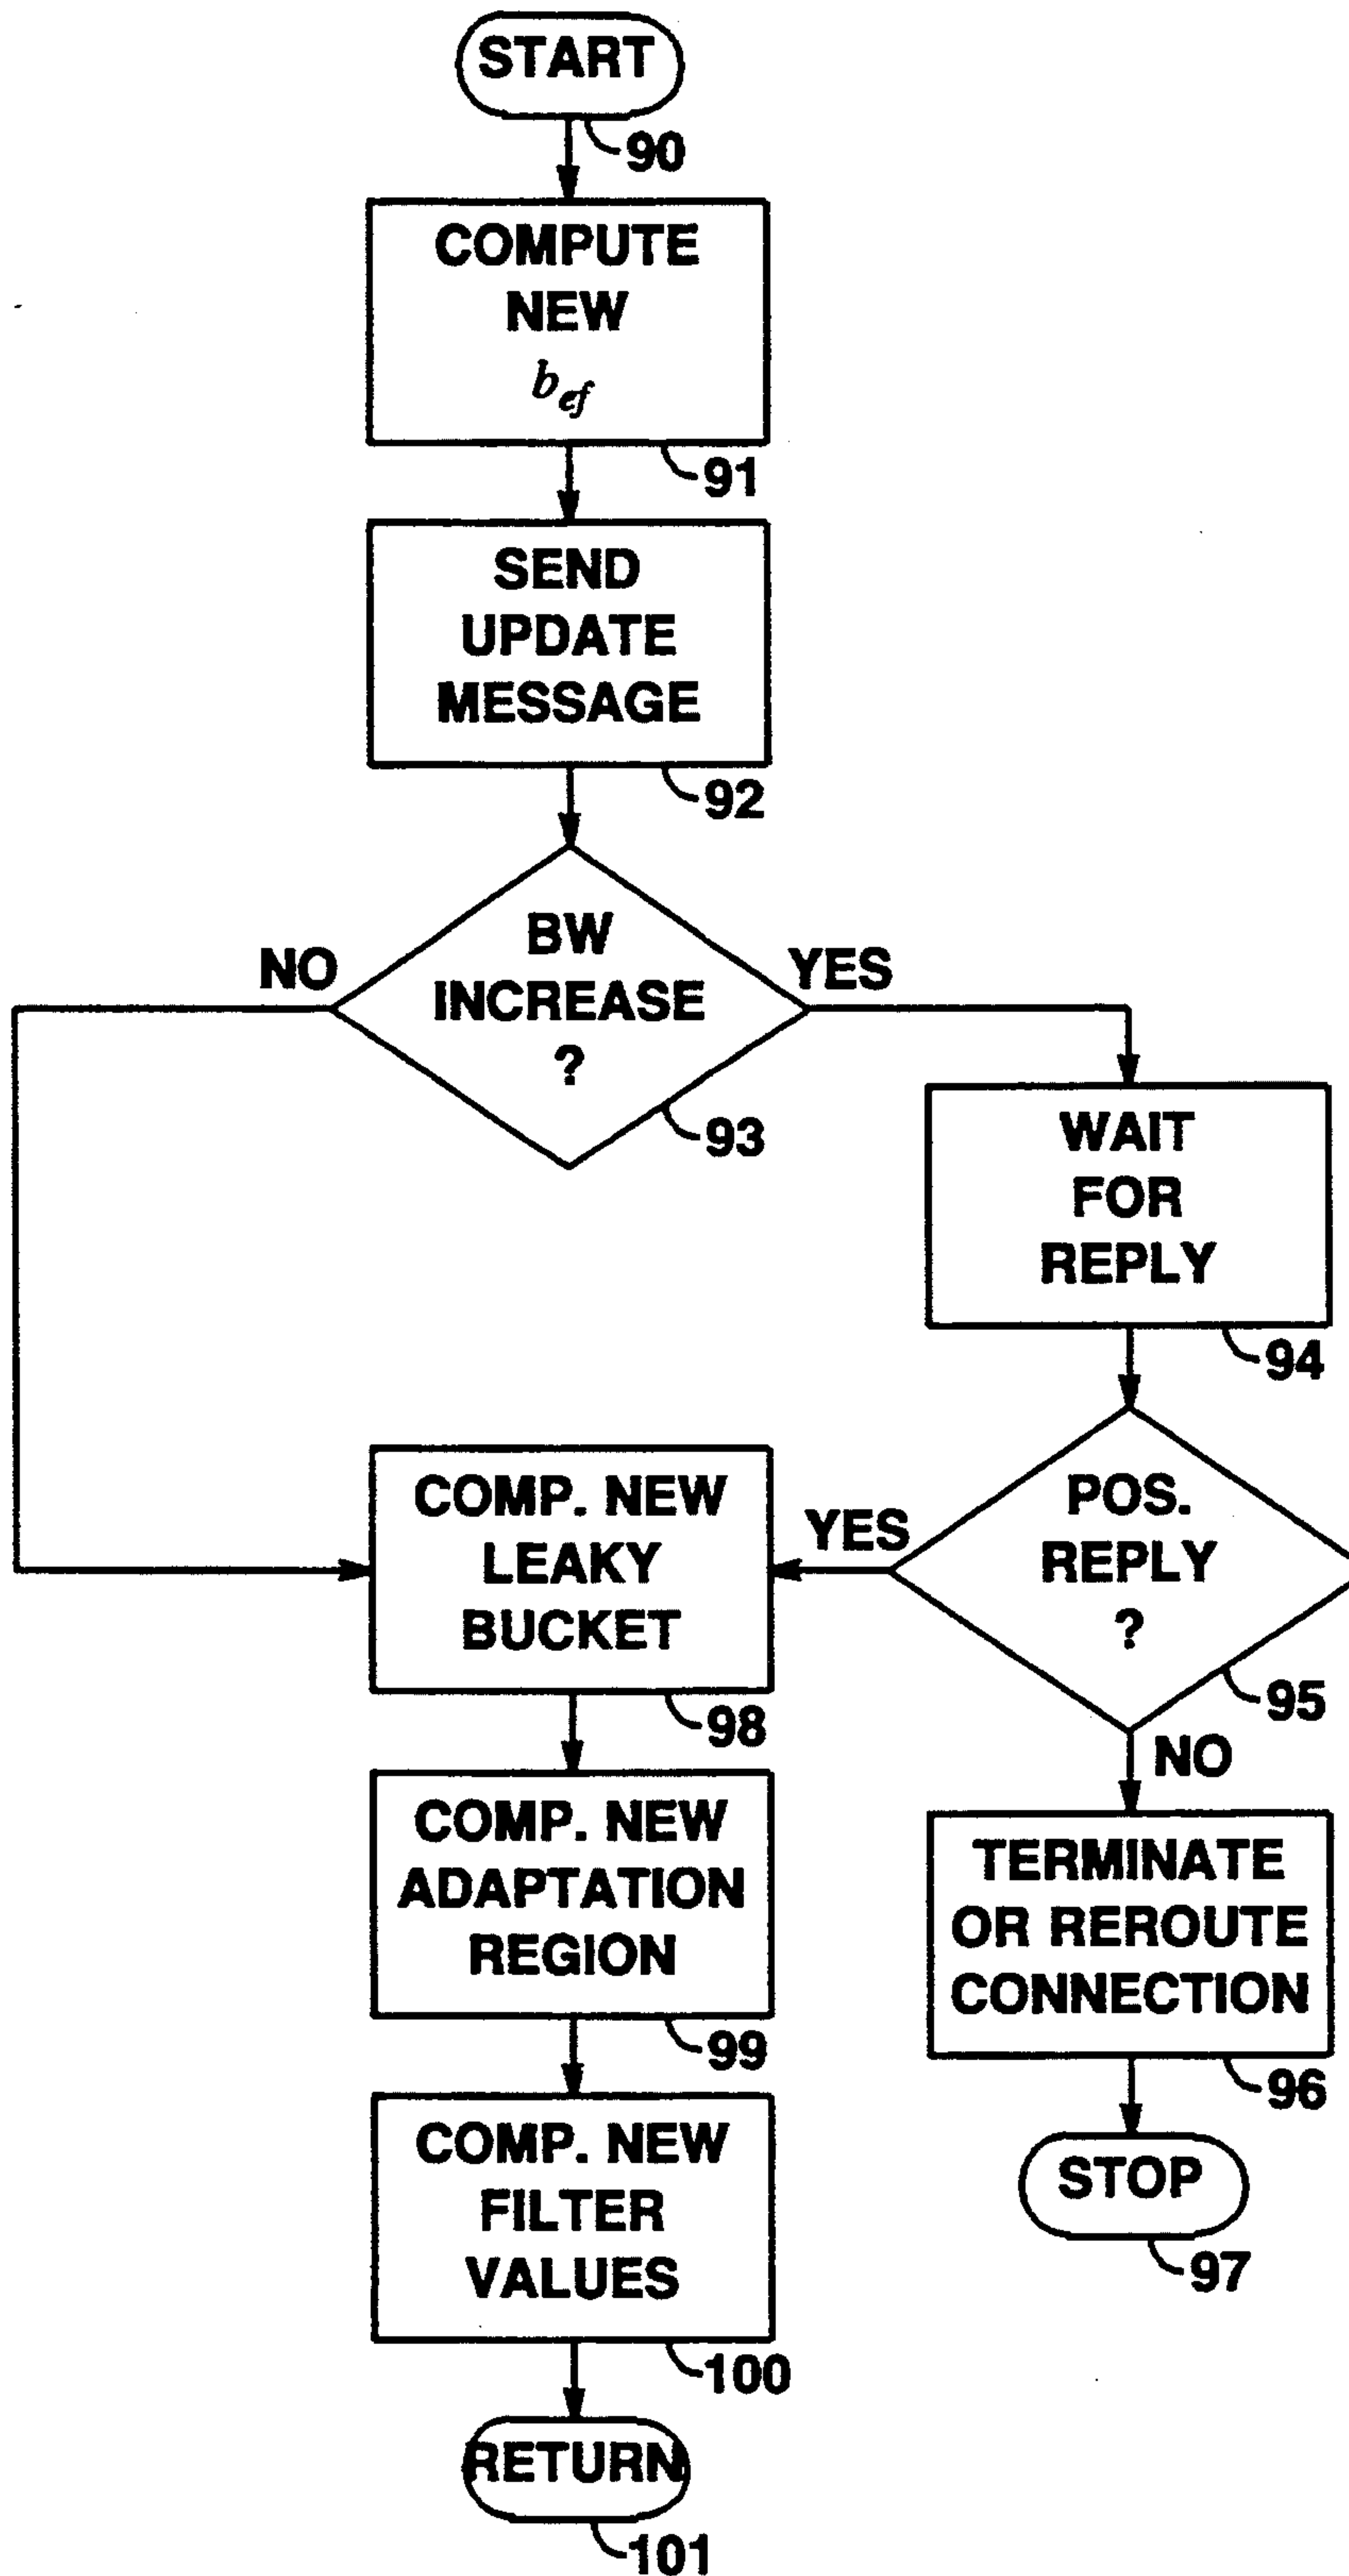 START
90
COMPUTE
NEW
b_ef
91
SEND
UPDATE
MESSAGE
92
BW
INCREASE
?
NO
YES
93
WAIT
FOR
REPLY
94
POS.
REPLY
?
YES
95
NO
TERMINATE
OR REROUTE
CONNECTION
96
STOP
97
COMP. NEW
LEAKY
BUCKET
98
COMP. NEW
ADAPTATION
REGION
99
COMP. NEW
FILTER
VALUES
100
RETURN
101